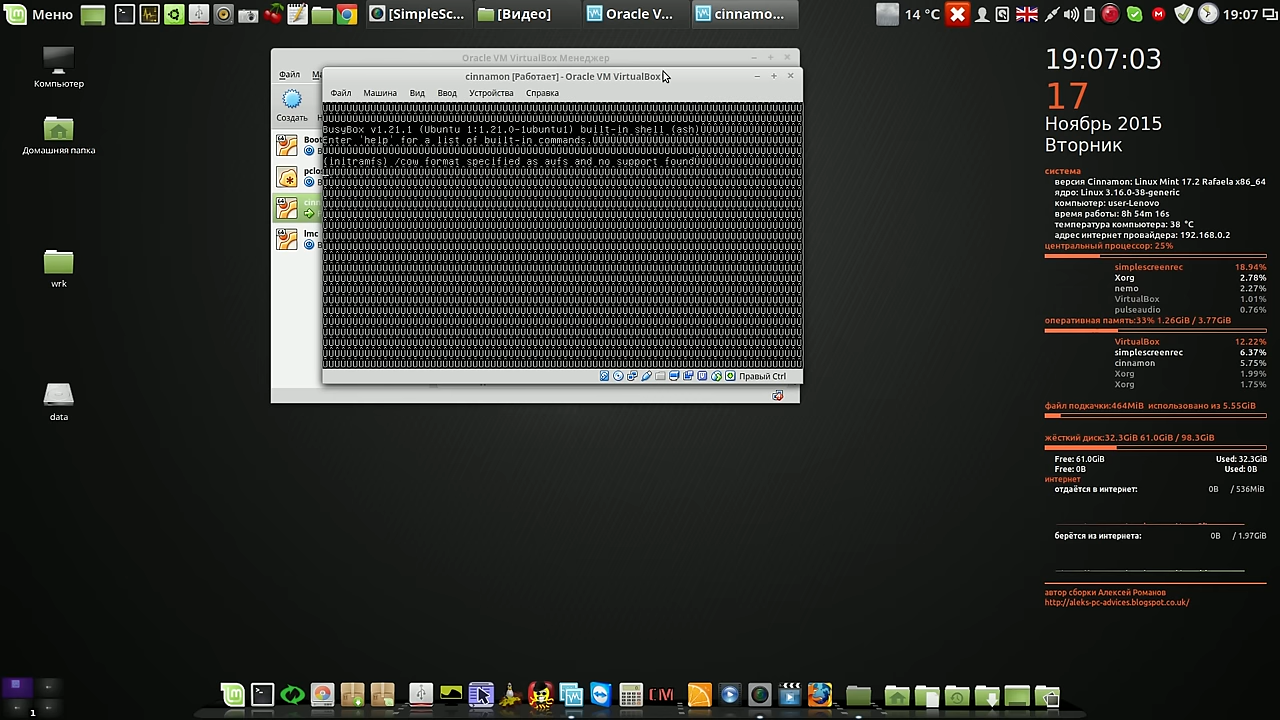 Меню
[SimpleSc...
[Видео]
Oracle V...
cinnamo...
14 °C
19:07
Компьютер
Домашняя папка
wrk
data
Oracle VM VirtualBox Менеджер
Файл
Создать
cinnamon [Работает] - Oracle VM VirtualBox
Файл Машина Вид Ввод Устройства Справка
BusyBox v1.21.1 (Ubuntu 1:1.21.0-1ubuntu1) built-in shell (ash)
Enter 'help' for a list of built-in commands.
(initramfs) /cow format specified as aufs and no support found
Правый Ctrl
19:07:03
17
Ноябрь 2015
Вторник
система
версия Cinnamon: Linux Mint 17.2 Rafaela x86_64
ядро: Linux 3.16.0-38-generic
компьютер: user-Lenovo
время работы: 8h 54m 16s
температура компьютера: 38 °C
адрес интернет провайдера: 192.168.0.2
центральный процессор: 25%
simplescreenrec 18.94%
Xorg 2.78%
nemo 2.27%
VirtualBox 1.01%
pulseaudio 0.76%
оперативная память:33% 1.26GiB / 3.77GiB
VirtualBox 12.22%
simplescreenrec 6.37%
cinnamon 5.75%
Xorg 1.99%
Xorg 1.75%
файл подкачки:464MiB использовано из 5.55GiB
жёсткий диск:32.3GiB 61.0GiB / 98.3GiB
Free: 61.0GiB Used: 32.3GiB
Free: 0B Used: 0B
интернет
отдаётся в интернет: 0B / 536MiB
берётся из интернета: 0B / 1.97GiB
автор сборки Алексей Романов
http://aleks-pc-advices.blogspot.co.uk/
1